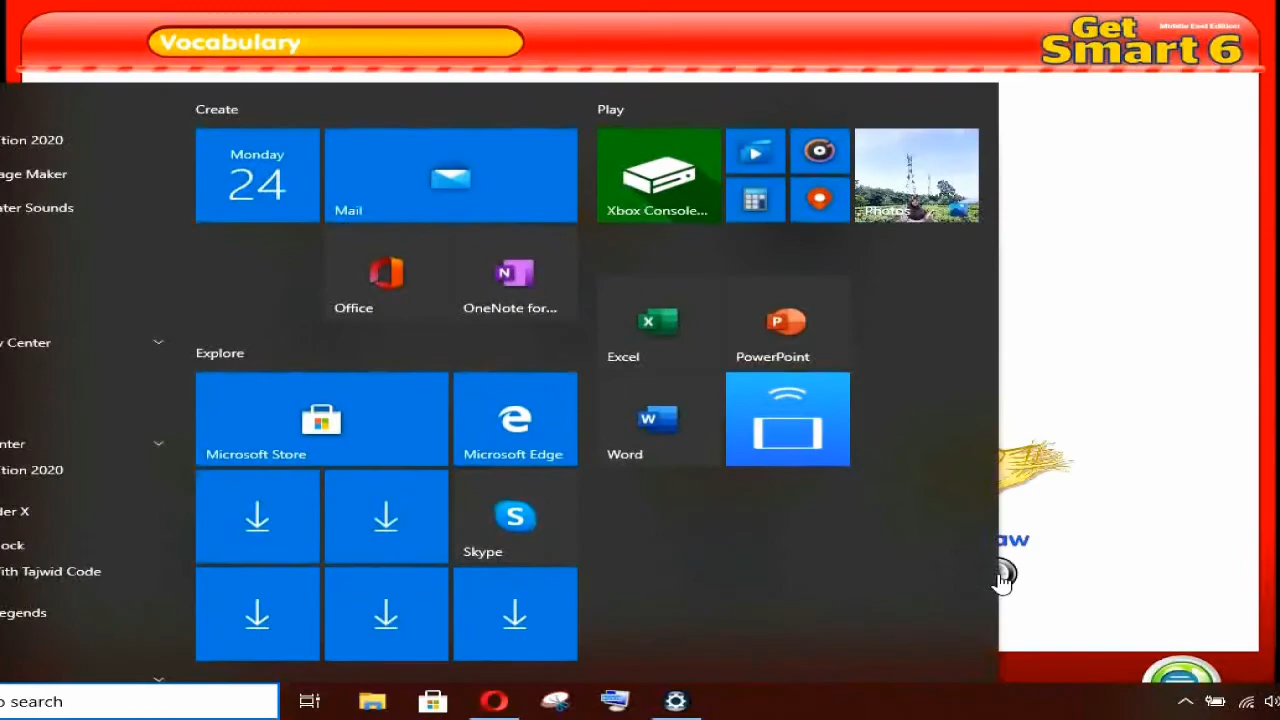 Vocabulary
Get
Middle East Edition
Smart 6
Create
Play
tion 2020
age Maker
ater Sounds
y Center
nter
tion 2020
der X
ock
ith Tajwid Code
egends
Monday
24
Mail
Xbox Console...
Photos
Office
OneNote for...
Excel
PowerPoint
Explore
Microsoft Store
Microsoft Edge
Word
Skype
aw
o search